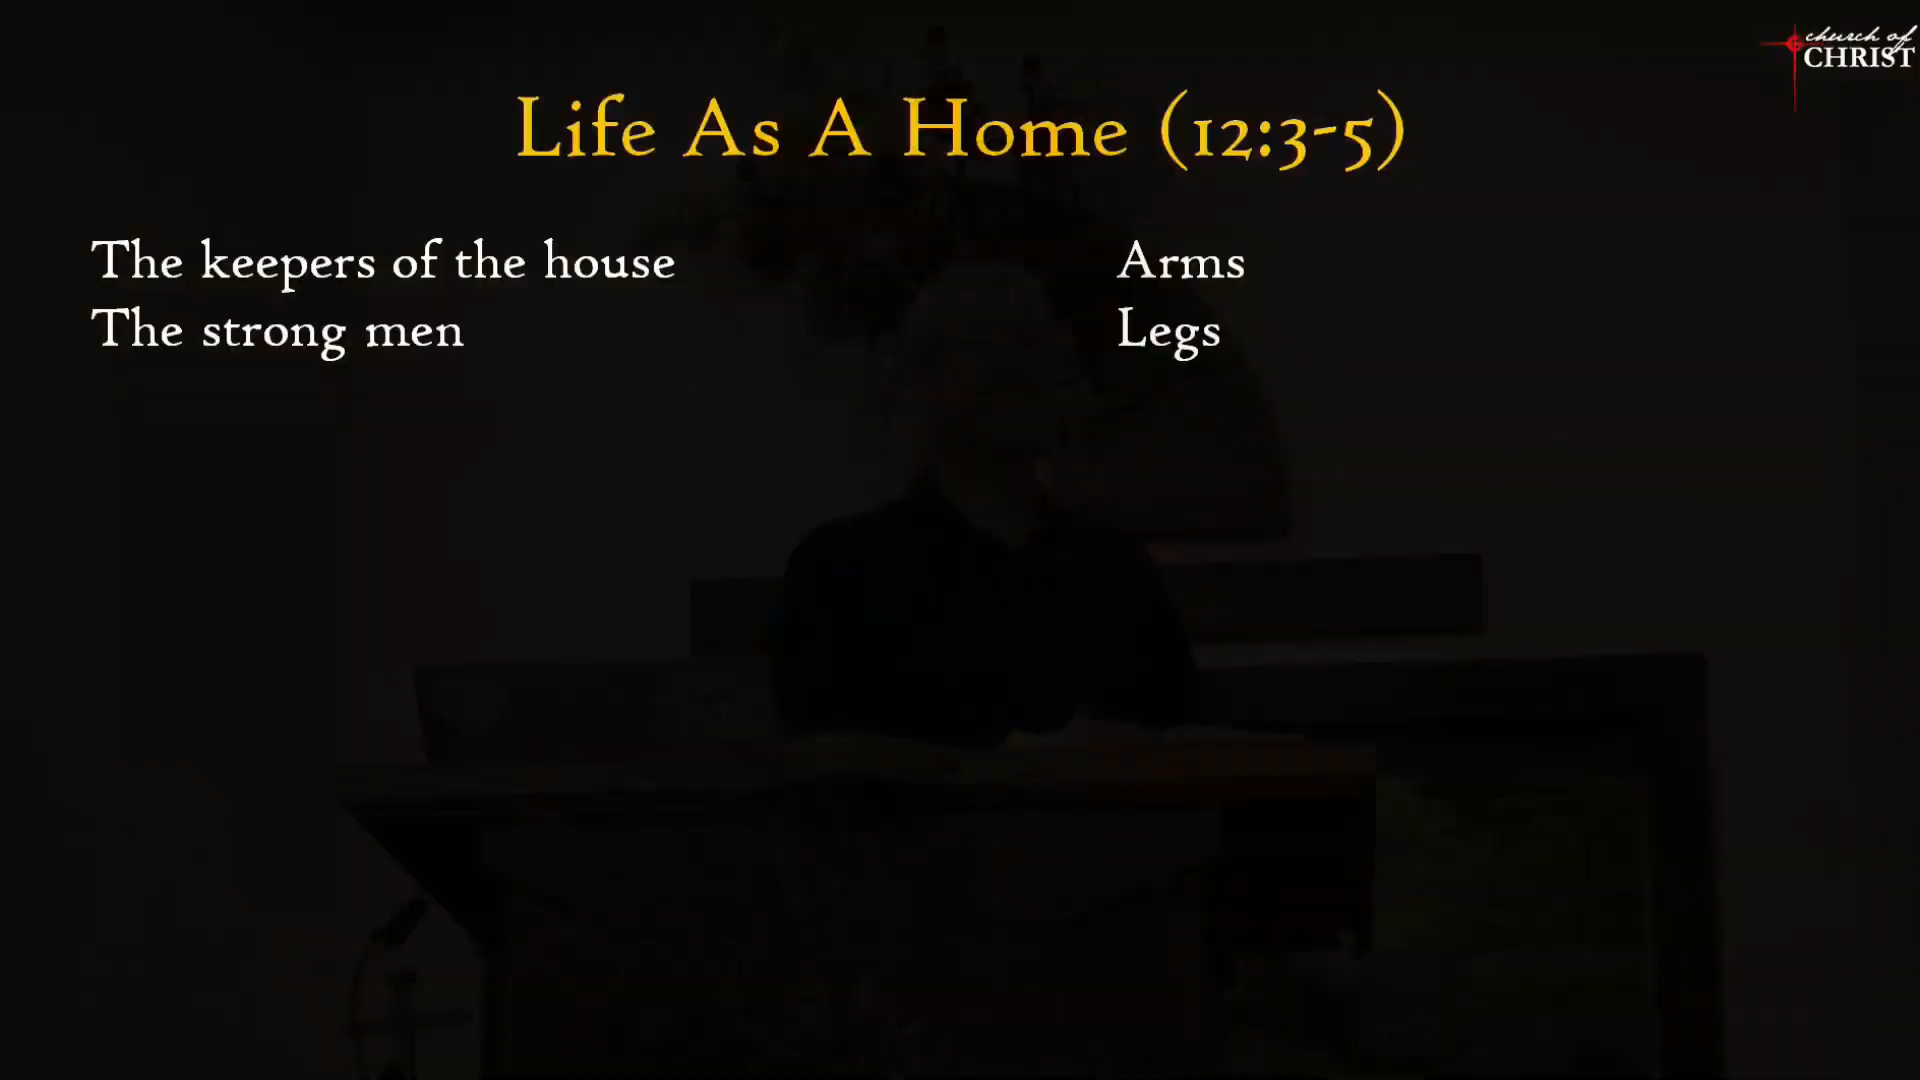 church of
CHRIST
Life As A Home (12:3-5)
The keepers of the house Arms
The strong men Legs